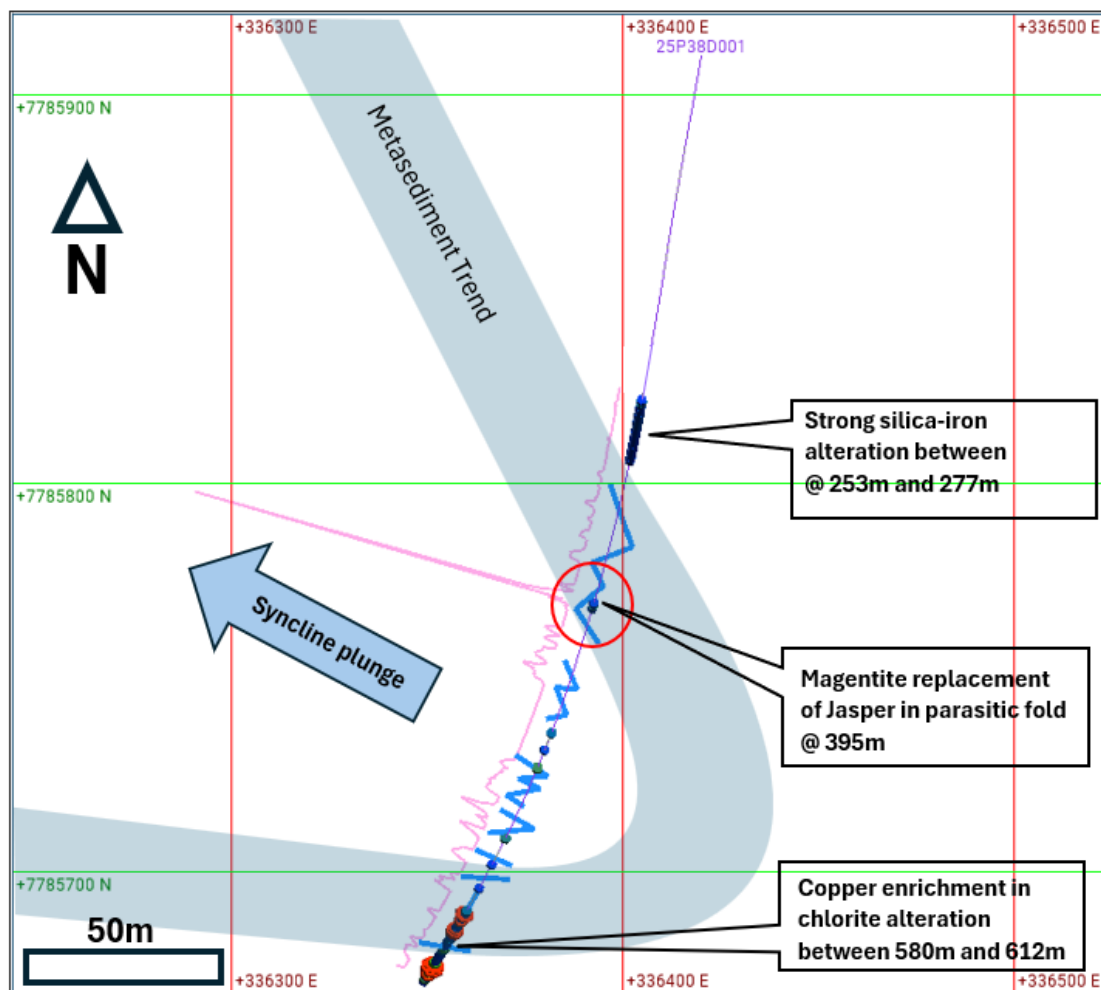 +336300 E
+336400 E
+336500 E
25P38D001
+7785900 N
Metasediment Trend
N
Strong silica-iron
alteration between
@ 253m and 277m
+7785800 N
Syncline plunge
Magentite replacement
of Jasper in parasitic fold
@ 395m
+7785700 N
Copper enrichment in
chlorite alteration
between 580m and 612m
50m
+336300 E
+336400 E
+336500 E